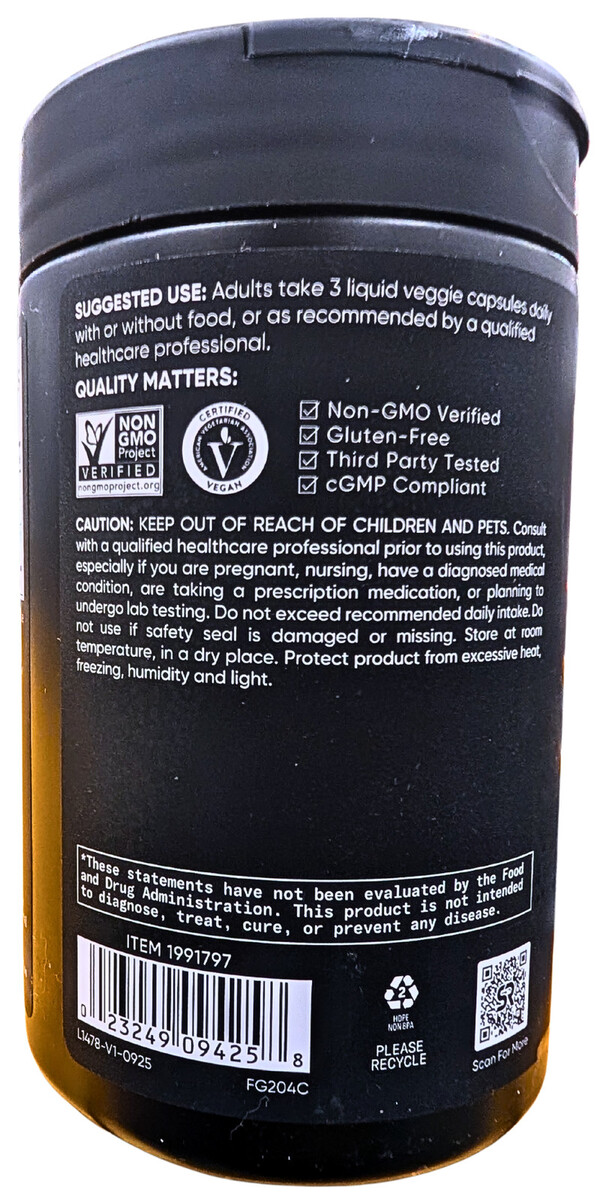 SUGGESTED USE: Adults take 3 liquid veggie capsules daily
with or without food, or as recommended by a qualified
healthcare professional.
QUALITY MATTERS:
NON
GMO
Project
VERIFIED
nongmoproject.org
CERTIFIED
AMERICAN VEGETARIAN ASSOCIATION
VEGAN
Non-GMO Verified
Gluten-Free
Third Party Tested
cGMP Compliant
CAUTION: KEEP OUT OF REACH OF CHILDREN AND PETS. Consult
with a qualified healthcare professional prior to using this product,
especially if you are pregnant, nursing, have a diagnosed medical
condition, are taking a prescription medication, or planning to
undergo lab testing. Do not exceed recommended daily intake. Do
not use if safety seal is damaged or missing. Store at room
temperature, in a dry place. Protect product from excessive heat,
freezing, humidity and light.
*These statements have not been evaluated by the Food
and Drug Administration. This product is not intended
to diagnose, treat, cure, or prevent any disease.
ITEM 1991797
0 23249 09425 8
L1478-V1-0925
FG204C
2
HDPE
NON BPA
PLEASE
RECYCLE
SR
Scan For More